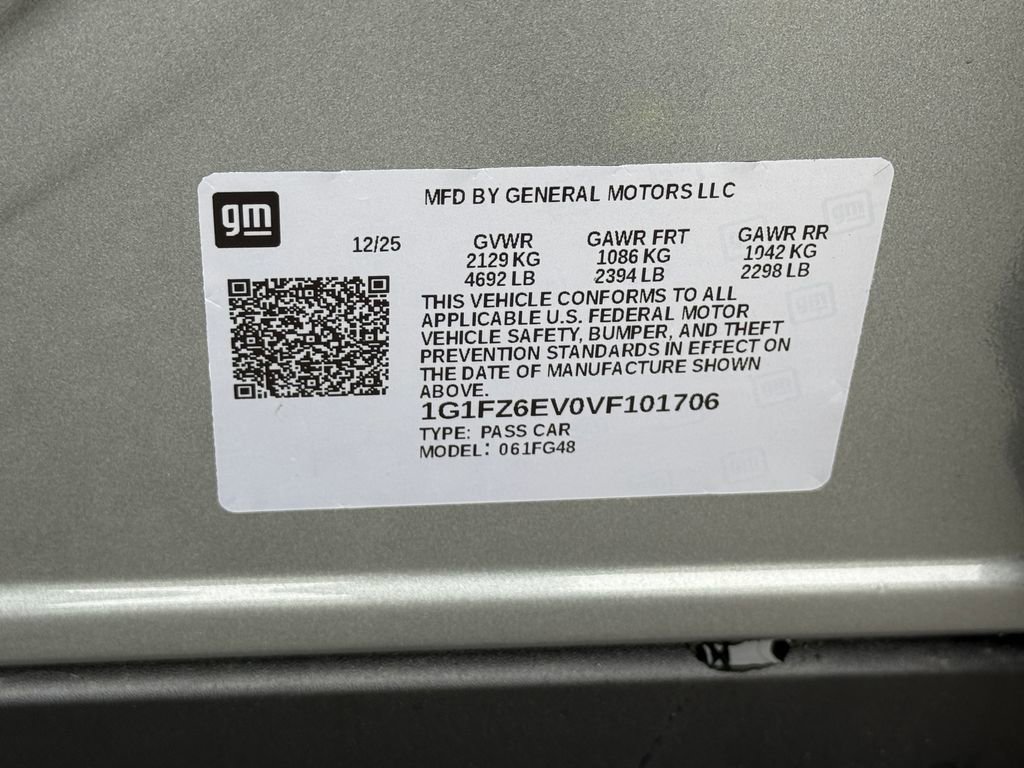 gm
MFD BY GENERAL MOTORS LLC
12/25 GVWR GAWR FRT GAWR RR
2129 KG 1086 KG 1042 KG
4692 LB 2394 LB 2298 LB
THIS VEHICLE CONFORMS TO ALL
APPLICABLE U.S. FEDERAL MOTOR
VEHICLE SAFETY, BUMPER, AND THEFT
PREVENTION STANDARDS IN EFFECT ON
THE DATE OF MANUFACTURE SHOWN
ABOVE.
1G1FZ6EV0VF101706
TYPE: PASS CAR
MODEL: 061FG48